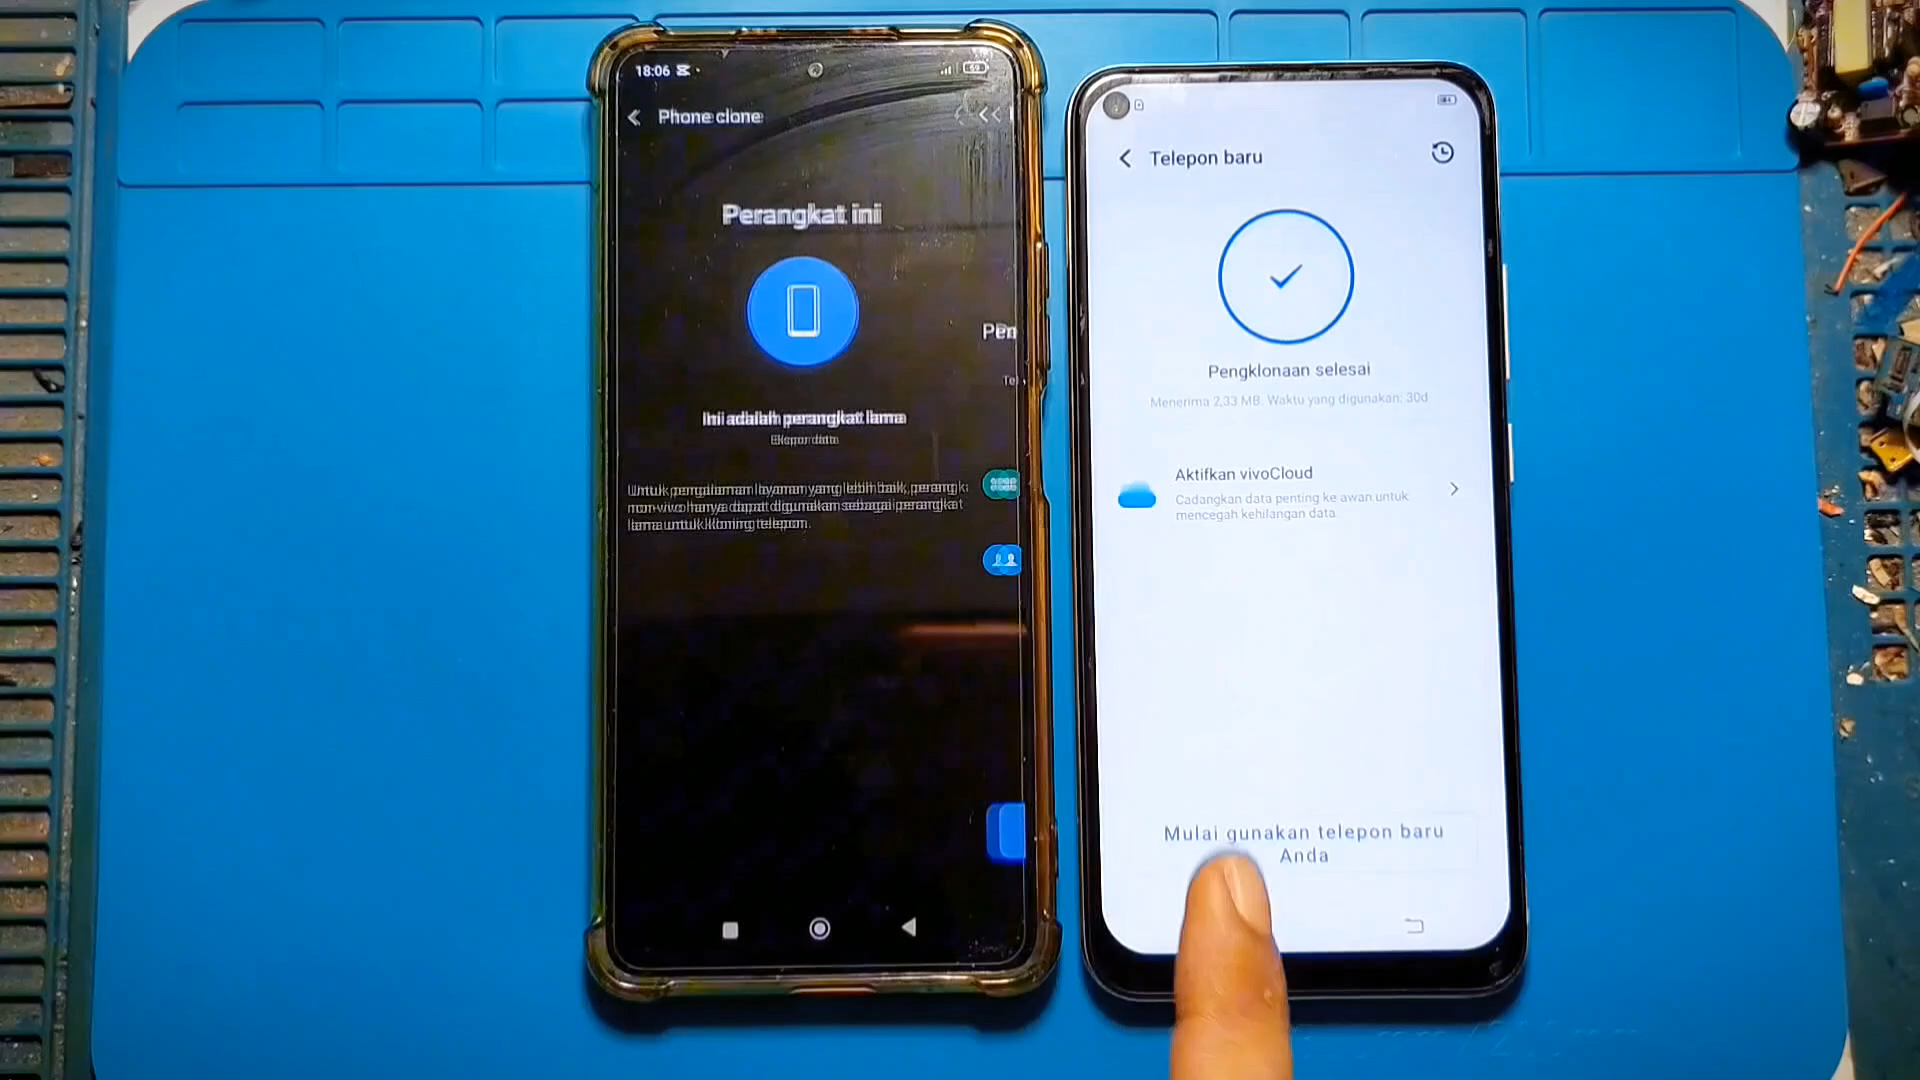 18:06
59
Phone clone
Perangkat ini
Ini adalah perangkat lama
Ekspor data
Untuk pengalaman layanan yang lebih baik, perangk
non-vivo hanya dapat digunakan sebagai perangkat
lama untuk kloning telepon.
Pen
Tel
Telepon baru
Pengklonaan selesai
Menerima 2,33 MB. Waktu yang digunakan: 30d
Aktifkan vivoCloud
Cadangkan data penting ke awan untuk
mencegah kehilangan data
Mulai gunakan telepon baru
Anda